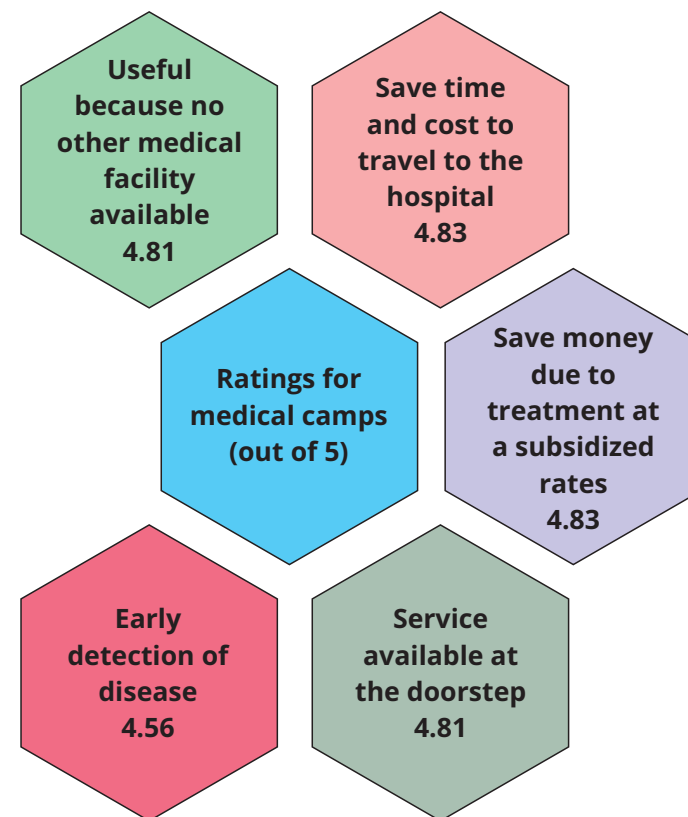 Useful
because no
other medical
facility
available
4.81
Save time
and cost to
travel to the
hospital
4.83
Ratings for
medical camps
(out of 5)
Save money
due to
treatment at
a subsidized
rates
4.83
Early
detection of
disease
4.56
Service
available at
the doorstep
4.81